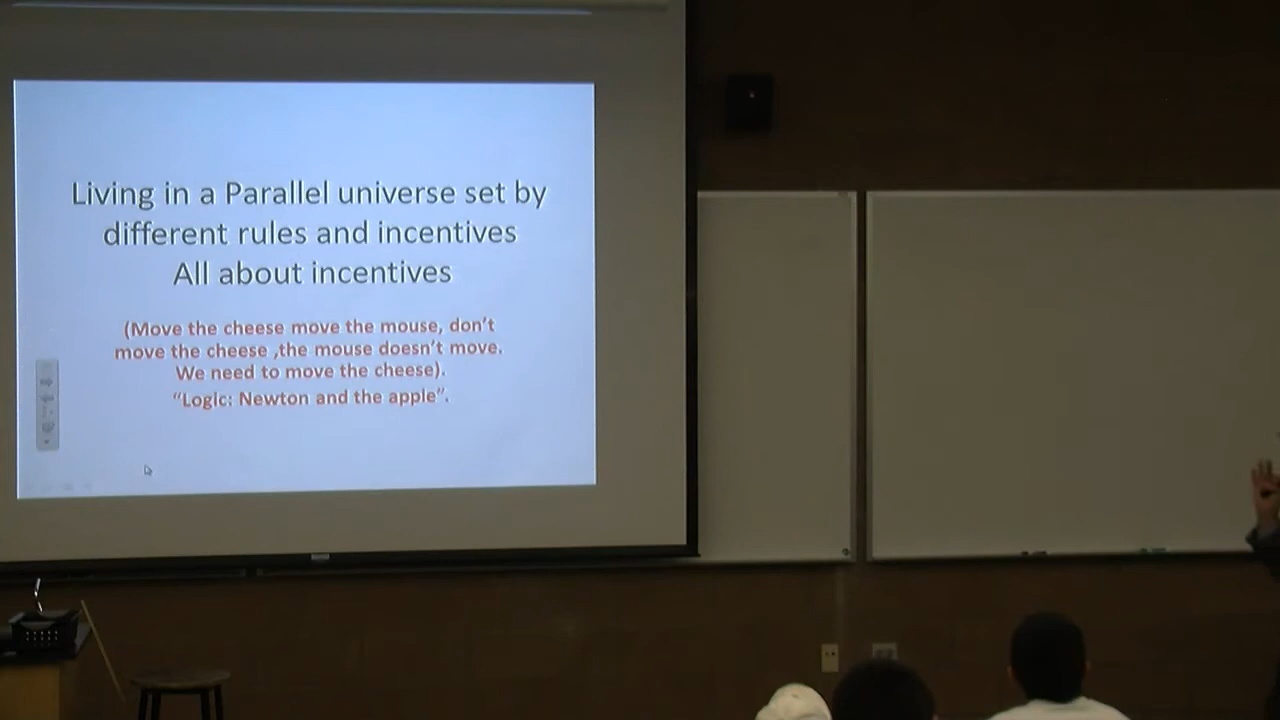 Living in a Parallel universe set by
different rules and incentives
All about incentives
(Move the cheese move the mouse, don't
move the cheese ,the mouse doesn't move.
We need to move the cheese).
“Logic: Newton and the apple”.